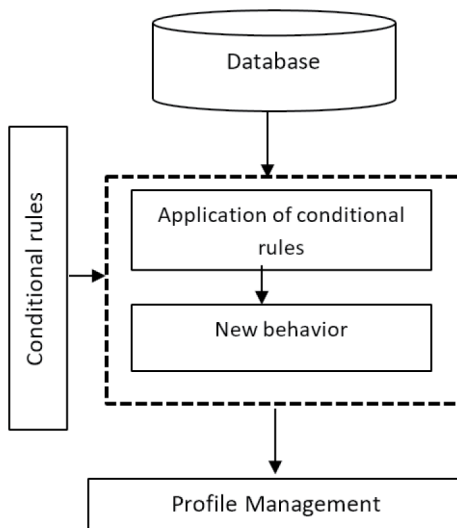 Database
Conditional rules
Application of conditional
rules
New behavior
Profile Management